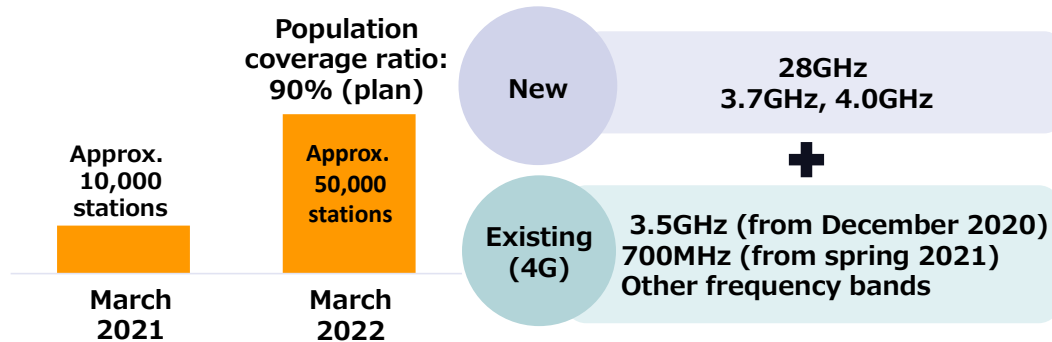 Population
coverage ratio:
90% (plan)
Approx.
10,000
stations
Approx.
50,000
stations
March
2021
March
2022
New
28GHz
3.7GHz, 4.0GHz
Existing
(4G)
3.5GHz (from December 2020)
700MHz (from spring 2021)
Other frequency bands